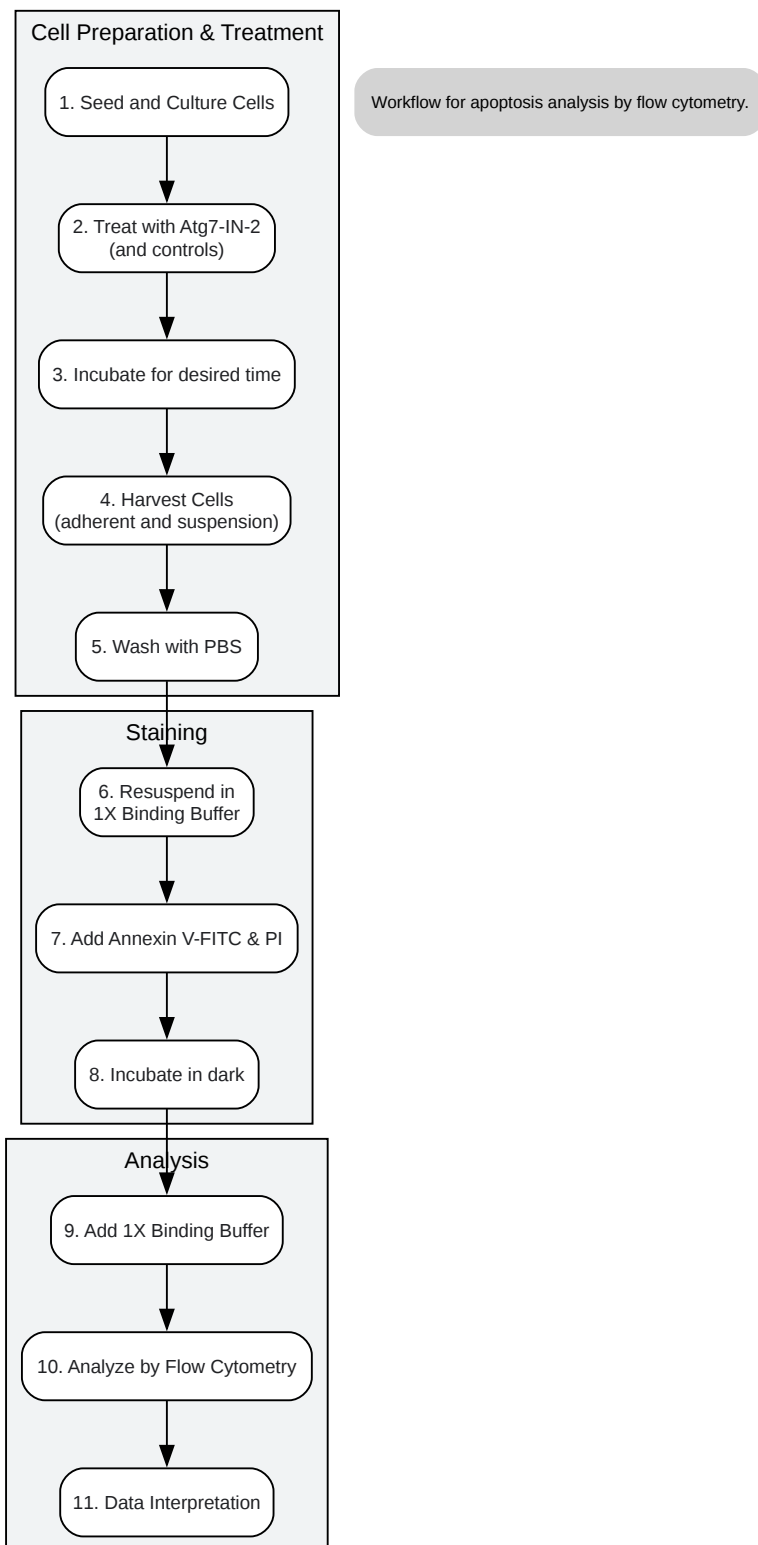 Cell Preparation & Treatment
1. Seed and Culture Cells
Workflow for apoptosis analysis by flow cytometry.
2. Treat with Atg7-IN-2
(and controls)
3. Incubate for desired time
4. Harvest Cells
(adherent and suspension)
5. Wash with PBS
Staining
6. Resuspend in
1X Binding Buffer
7. Add Annexin V-FITC & PI
8. Incubate in dark
Analysis
9. Add 1X Binding Buffer
10. Analyze by Flow Cytometry
11. Data Interpretation